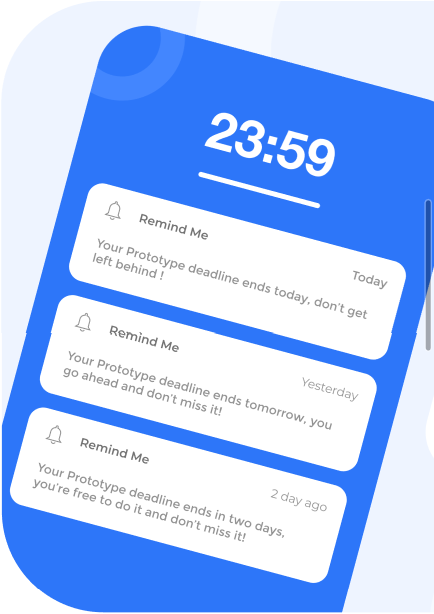 23:59
Remind Me
Today
Your Prototype deadline ends today, don't get
left behind !
Remind Me
Yesterday
Your Prototype deadline ends tomorrow, you
go ahead and don't miss it!
Remind Me
2 day ago
Your Prototype deadline ends in two days,
you're free to do it and don't miss it!